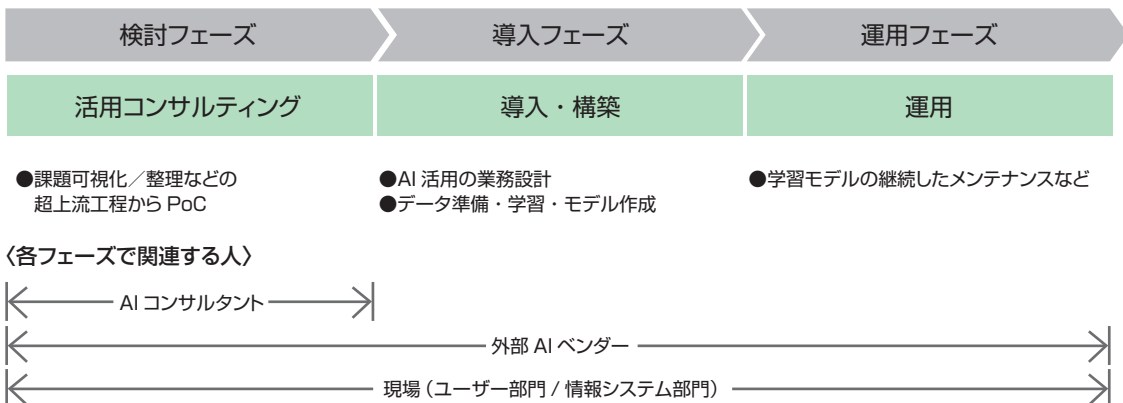 検討フェーズ
導入フェーズ
運用フェーズ
活用コンサルティング
導入・構築
運用
●課題可視化／整理などの
超上流工程から PoC
●AI 活用の業務設計
●データ準備・学習・モデル作成
●学習モデルの継続したメンテナンスなど
〈各フェーズで関連する人〉
AI コンサルタント
外部 AI ベンダー
現場（ユーザー部門 / 情報システム部門）